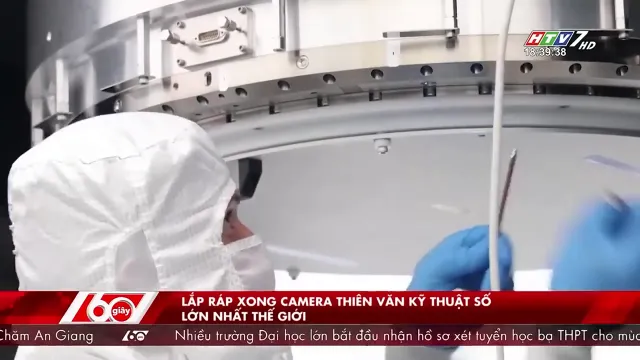 HTV7 HD
18:39:38
60 giây
LẮP RÁP XONG CAMERA THIÊN VĂN KỸ THUẬT SỐ
LỚN NHẤT THẾ GIỚI
Chăm An Giang
Nhiều trường Đại học lớn bắt đầu nhận hồ sơ xét tuyển học bạ THPT cho mùa